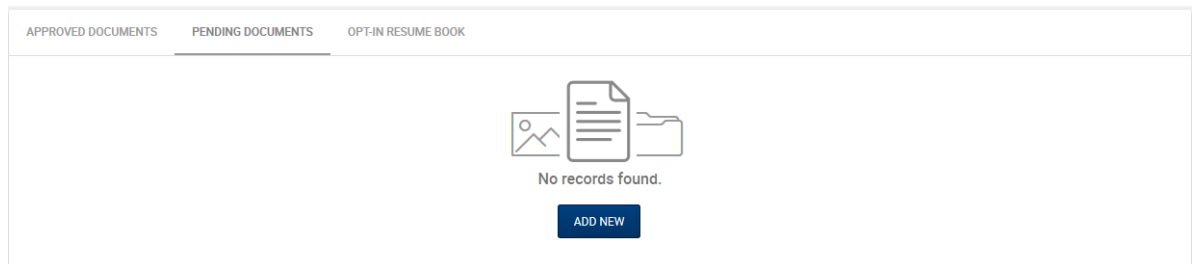 APPROVED DOCUMENTS PENDING DOCUMENTS OPT-IN RESUME BOOK
No records found.
ADD NEW